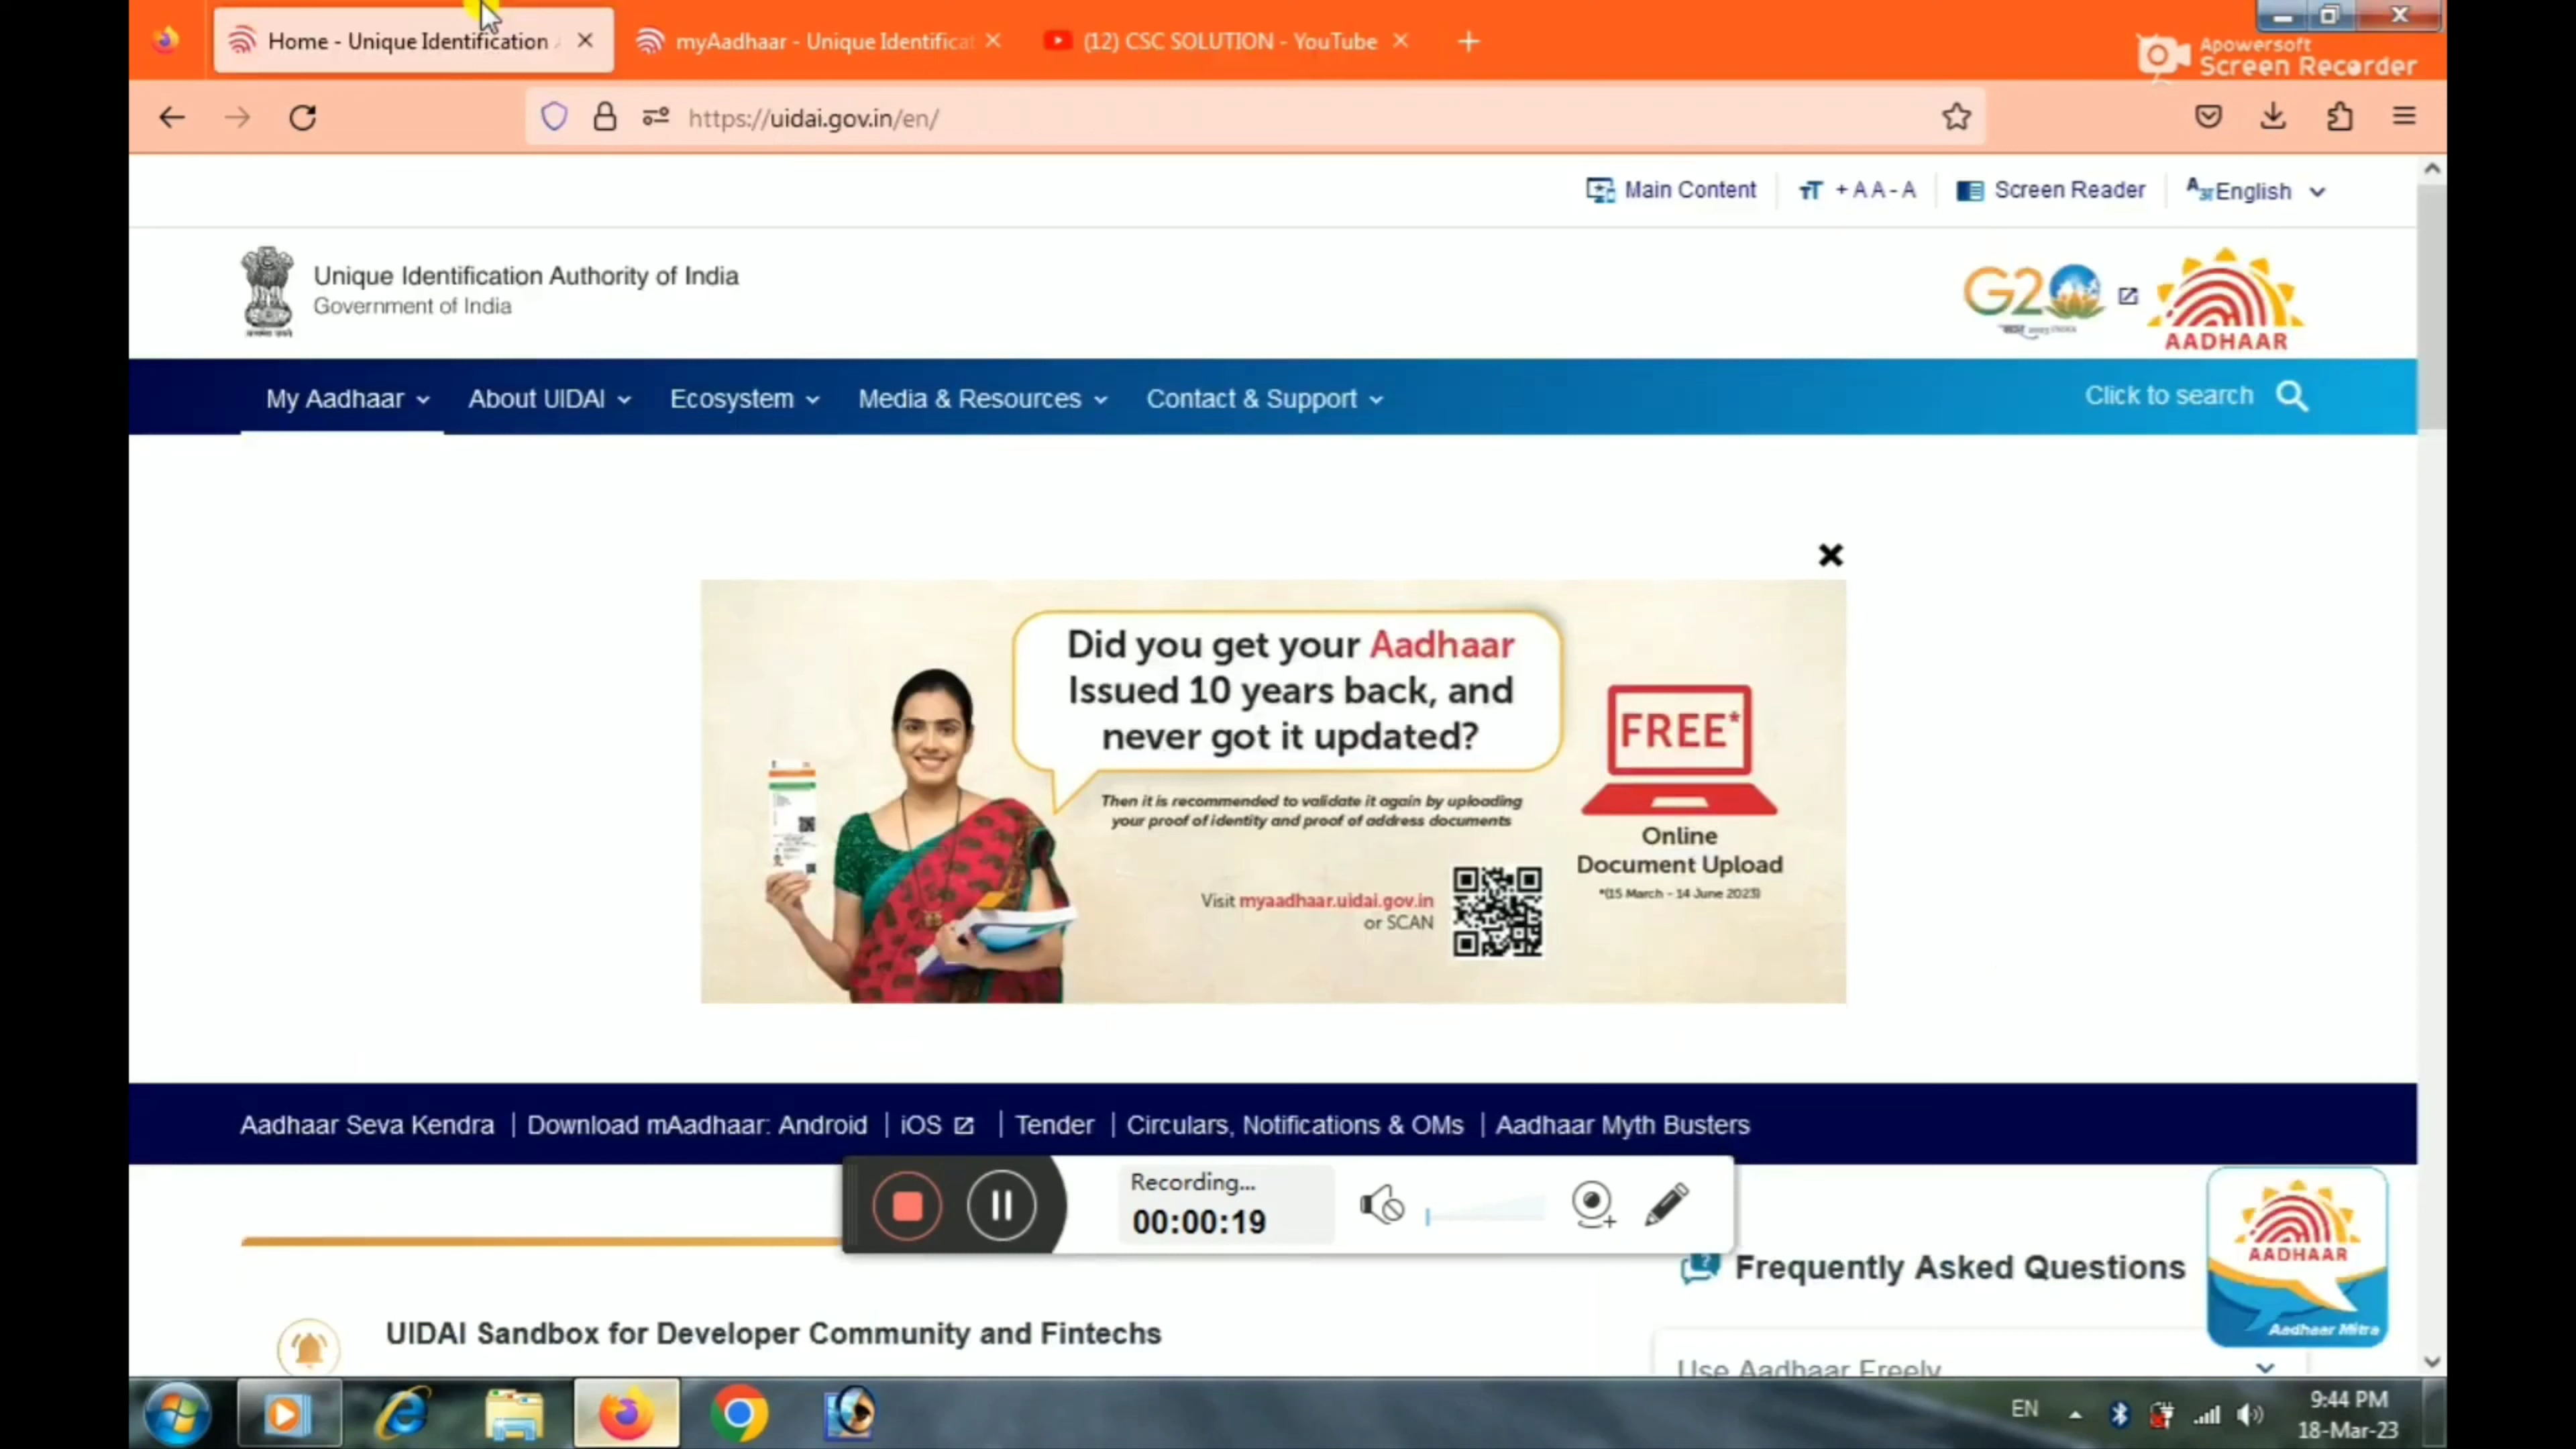 Home - Unique Identification
myAadhaar - Unique Identificat
(12) CSC SOLUTION - YouTube
Apowersoft
Screen Recorder
https://uidai.gov.in/en/
Main Content
+ A A - A
Screen Reader
English
Unique Identification Authority of India
Government of India
G20
AADHAAR
My Aadhaar
About UIDAI
Ecosystem
Media & Resources
Contact & Support
Click to search
Did you get your Aadhaar
Issued 10 years back, and
never got it updated?
Then it is recommended to validate it again by uploading
your proof of identity and proof of address documents
Visit myaadhaar.uidai.gov.in
or SCAN
FREE*
Online
Document Upload
*(15 March - 14 June 2023)
Aadhaar Seva Kendra
Download mAadhaar: Android
iOS
Tender
Circulars, Notifications & OMs
Aadhaar Myth Busters
Recording...
00:00:19
Frequently Asked Questions
AADHAAR
Aadhaar Mitra
UIDAI Sandbox for Developer Community and Fintechs
Use Aadhaar Freely
EN
9:44 PM
18-Mar-23